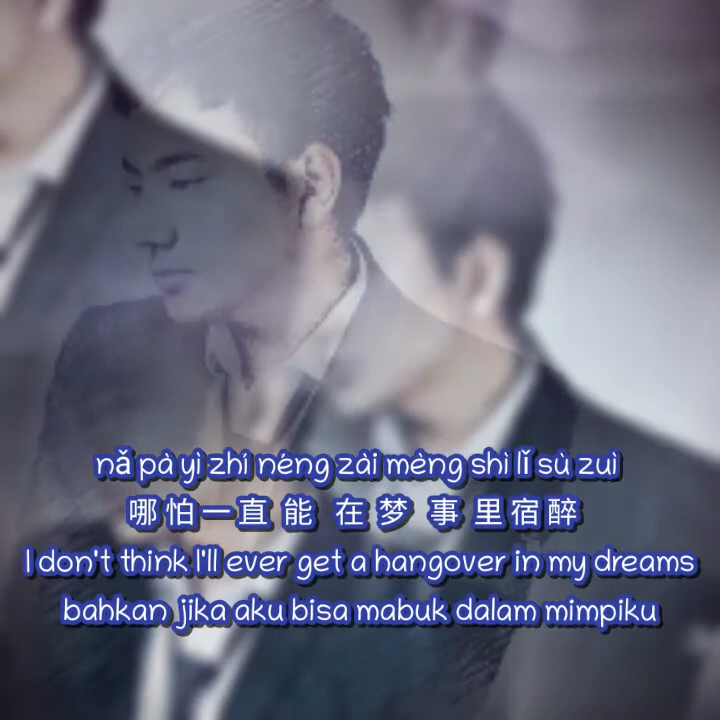 nǎ pà yì zhí néng zài mèng shì lǐ sù zuì
哪怕一直能 在梦 事里宿醉
I don't think I'll ever get a hangover in my dreams
bahkan jika aku bisa mabuk dalam mimpiku